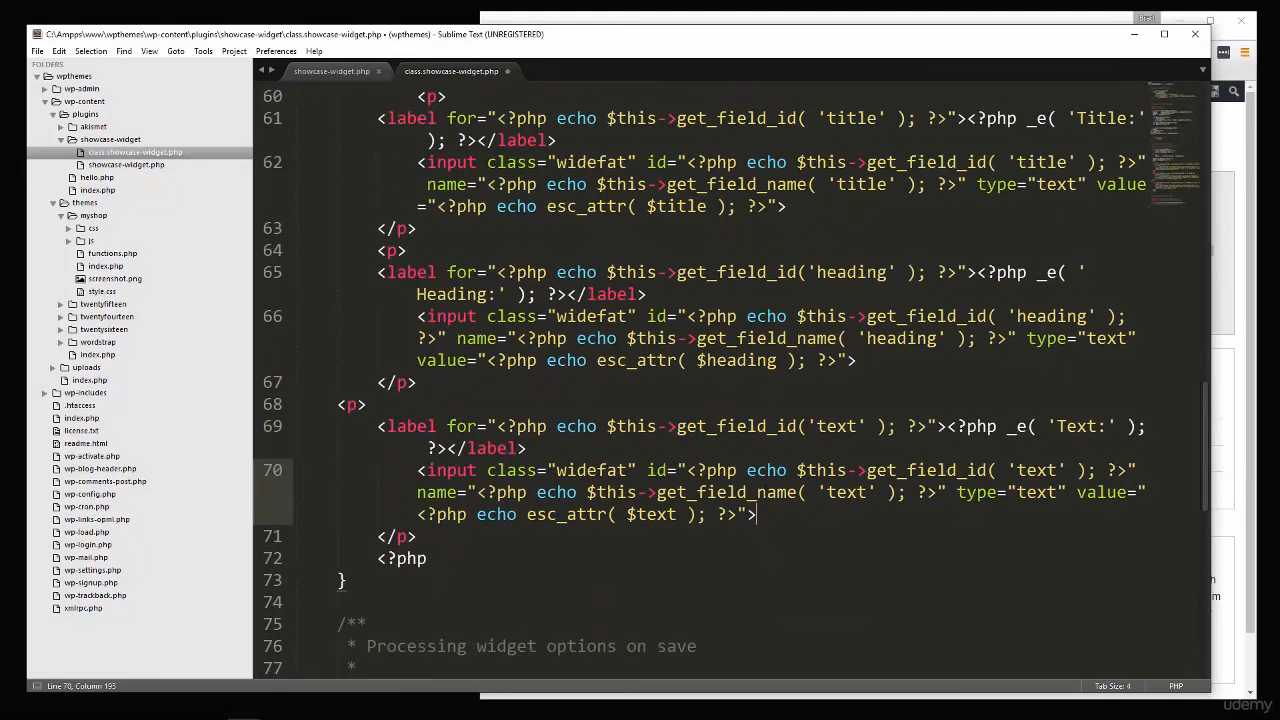 Brad
C:\Ampps\www\wpthemes\wp-content\plugins\showcase-widget\class.showcase-widget.php • (wpthemes) - Sublime Text (UNREGISTERED)
File Edit Selection Find View Goto Tools Project Preferences Help
FOLDERS
wpthemes
wp-admin
wp-content
plugins
akismet
showcase-widget
class.showcase-widget.php
showcase-widget.php
hello.php
index.php
themes
myshop
css
js
functions.php
index.php
screenshot.png
style.css
twentyfifteen
twentyfourteen
twentysixteen
wordstrap
index.php
uploads
index.php
wp-includes
.htaccess
index.php
license.txt
readme.html
wp-activate.php
wp-blog-header.php
wp-comments-post.php
wp-config.php
wp-cron.php
wp-links-opml.php
wp-load.php
wp-login.php
wp-mail.php
wp-settings.php
wp-signup.php
wp-trackback.php
xmlrpc.php
showcase-widget.php × class.showcase-widget.php •
60 <p>
61 <label for="<?php echo $this->get_field_id( 'title' ; ?>"><?php _e( 'Title:'
); ?></label>
62 <input class="widefat" id="<?php echo $this->get_field_id( 'title' ); ?>"
name="<?php echo $this->get_field_name( 'title' ); ?>" type="text" value
="<?php echo esc_attr( $title ); ?>">
63 </p>
64 <p>
65 <label for="<?php echo $this->get_field_id('heading' ); ?>"><?php _e( '
Heading:' ); ?></label>
66 <input class="widefat" id="<?php echo $this->get_field_id( 'heading' );
?>" name="<?php echo $this->get_field_name( 'heading' ); ?>" type="text"
value="<?php echo esc_attr( $heading ); ?>">
67 </p>
68 <p>
69 <label for="<?php echo $this->get_field_id('text' ); ?>"><?php _e( 'Text:' );
?></label>
70 <input class="widefat" id="<?php echo $this->get_field_id( 'text' ); ?>"
name="<?php echo $this->get_field_name( 'text' ); ?>" type="text" value="
<?php echo esc_attr( $text ); ?>">
71 </p>
72 <?php
73 }
74
75 /**
76 * Processing widget options on save
77 *
Line 70, Column 193
Tab Size: 4 PHP
udemy